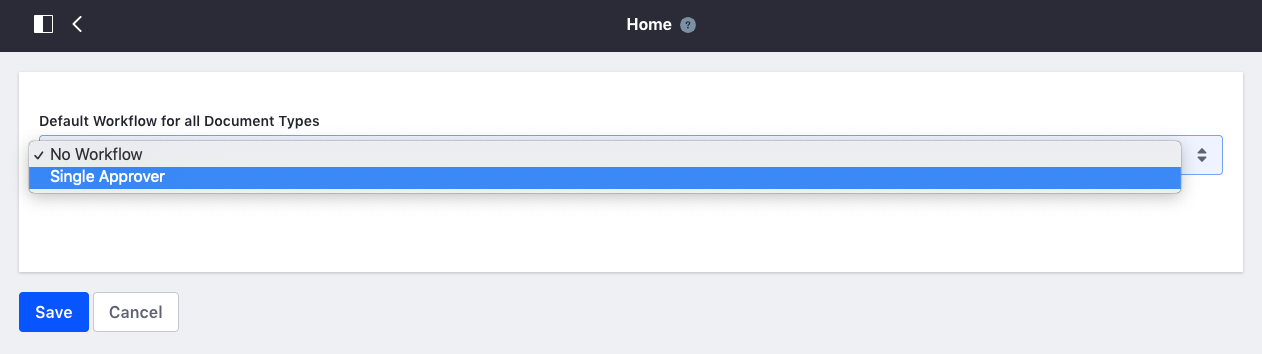 Home ?
Default Workflow for all Document Types
✓ No Workflow
Single Approver
Save Cancel